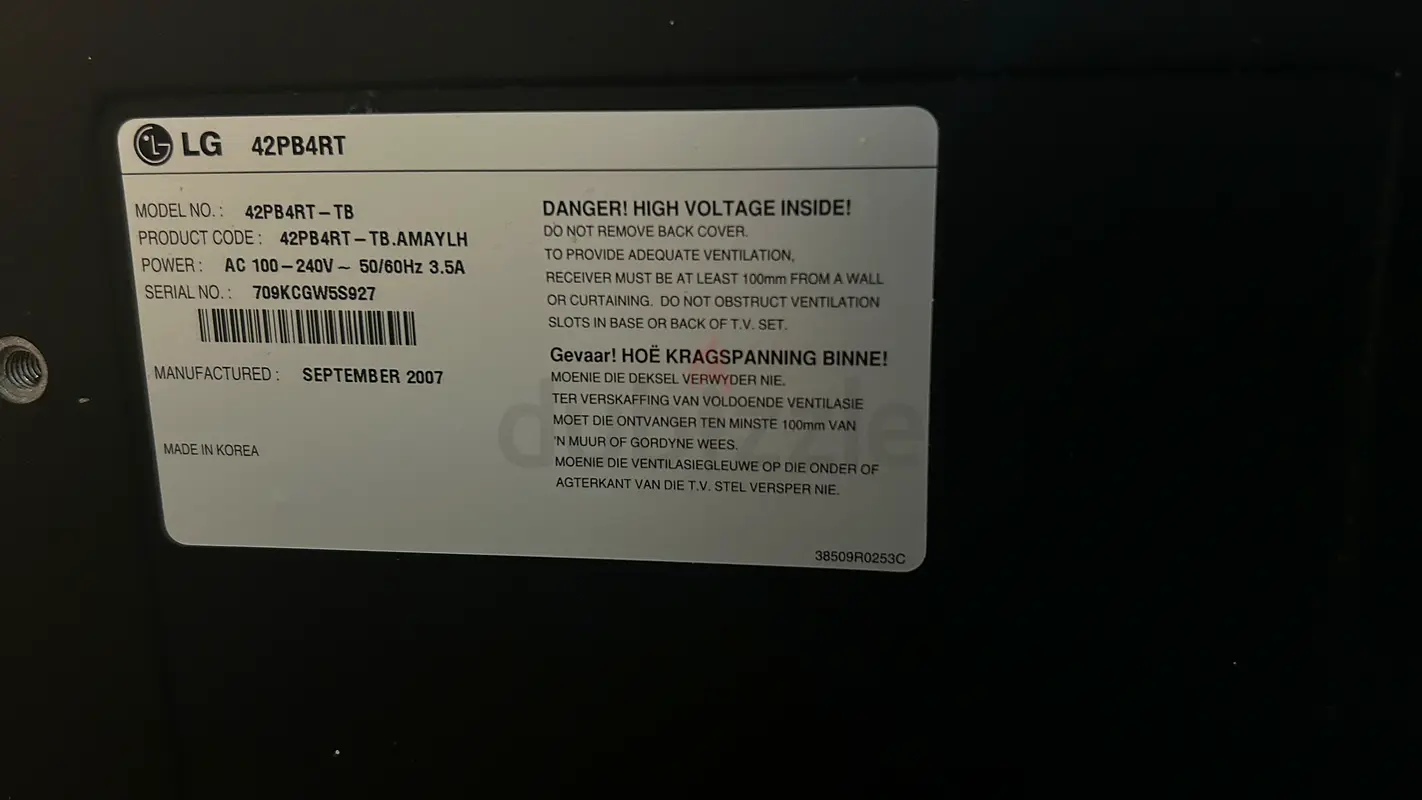 LG 42PB4RT
MODEL NO. : 42PB4RT-TB
PRODUCT CODE : 42PB4RT-TB.AMAYLH
POWER : AC 100-240V~ 50/60Hz 3.5A
SERIAL NO. : 709KCGW5S927
MANUFACTURED : SEPTEMBER 2007
MADE IN KOREA
DANGER! HIGH VOLTAGE INSIDE!
DO NOT REMOVE BACK COVER.
TO PROVIDE ADEQUATE VENTILATION,
RECEIVER MUST BE AT LEAST 100mm FROM A WALL
OR CURTAINING. DO NOT OBSTRUCT VENTILATION
SLOTS IN BASE OR BACK OF T.V. SET.
Gevaar! HOË KRAGSPANNING BINNE!
MOENIE DIE DEKSEL VERWYDER NIE.
TER VERSKAFFING VAN VOLDOENDE VENTILASIE
MOET DIE ONTVANGER TEN MINSTE 100mm VAN
'N MUUR OF GORDYNE WEES.
MOENIE DIE VENTILASIEGLEUWE OP DIE ONDER OF
AGTERKANT VAN DIE T.V. STEL VERSPER NIE.
38509R0253C
dubizzle